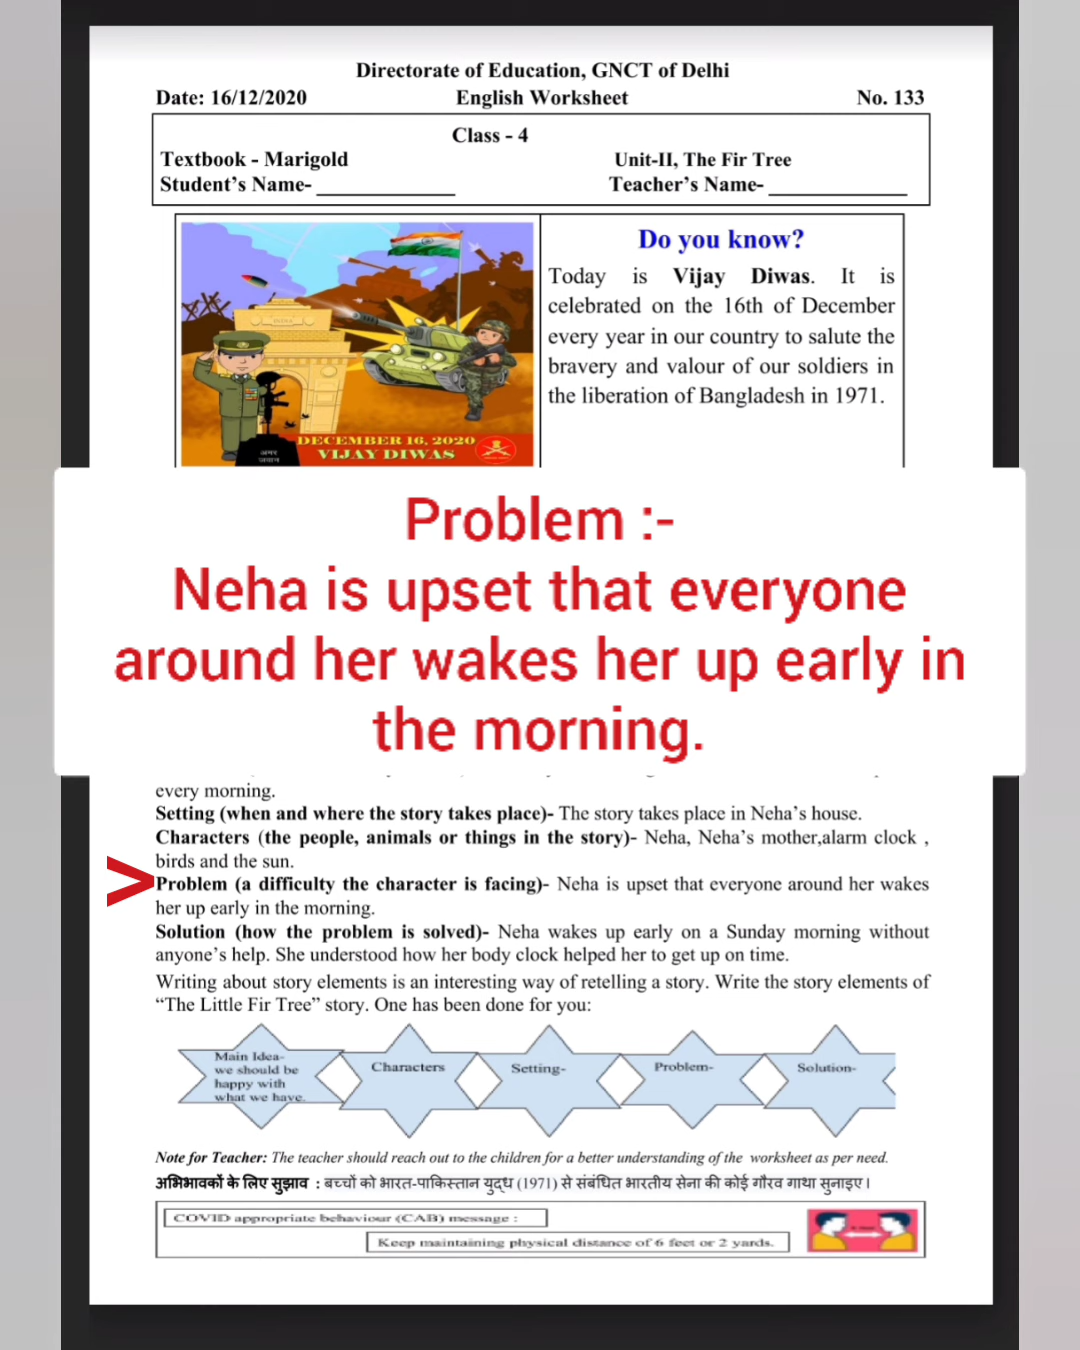 Directorate of Education, GNCT of Delhi
Date: 16/12/2020 English Worksheet No. 133
Class - 4
Textbook - Marigold Unit-II, The Fir Tree
Student's Name- Teacher's Name-
DECEMBER 16, 2020
VIJAY DIWAS
Do you know?
Today is Vijay Diwas. It is
celebrated on the 16th of December
every year in our country to salute the
bravery and valour of our soldiers in
the liberation of Bangladesh in 1971.
Problem :-
Neha is upset that everyone
around her wakes her up early in
the morning.
every morning.
Setting (when and where the story takes place)- The story takes place in Neha's house.
Characters (the people, animals or things in the story)- Neha, Neha's mother,alarm clock ,
birds and the sun.
>Problem (a difficulty the character is facing)- Neha is upset that everyone around her wakes
her up early in the morning.
Solution (how the problem is solved)- Neha wakes up early on a Sunday morning without
anyone's help. She understood how her body clock helped her to get up on time.
Writing about story elements is an interesting way of retelling a story. Write the story elements of
“The Little Fir Tree” story. One has been done for you:
Main Idea-
we should be
happy with
what we have.
Characters
Setting-
Problem-
Solution-
Note for Teacher: The teacher should reach out to the children for a better understanding of the worksheet as per need.
अभिभावकों के लिए सुझाव : बच्चों को भारत-पाकिस्तान युद्ध (1971) से संबंधित भारतीय सेना की कोई गौरव गाथा सुनाइए।
COVID appropriate behaviour (CAB) message :
Keep maintaining physical distance of 6 feet or 2 yards.